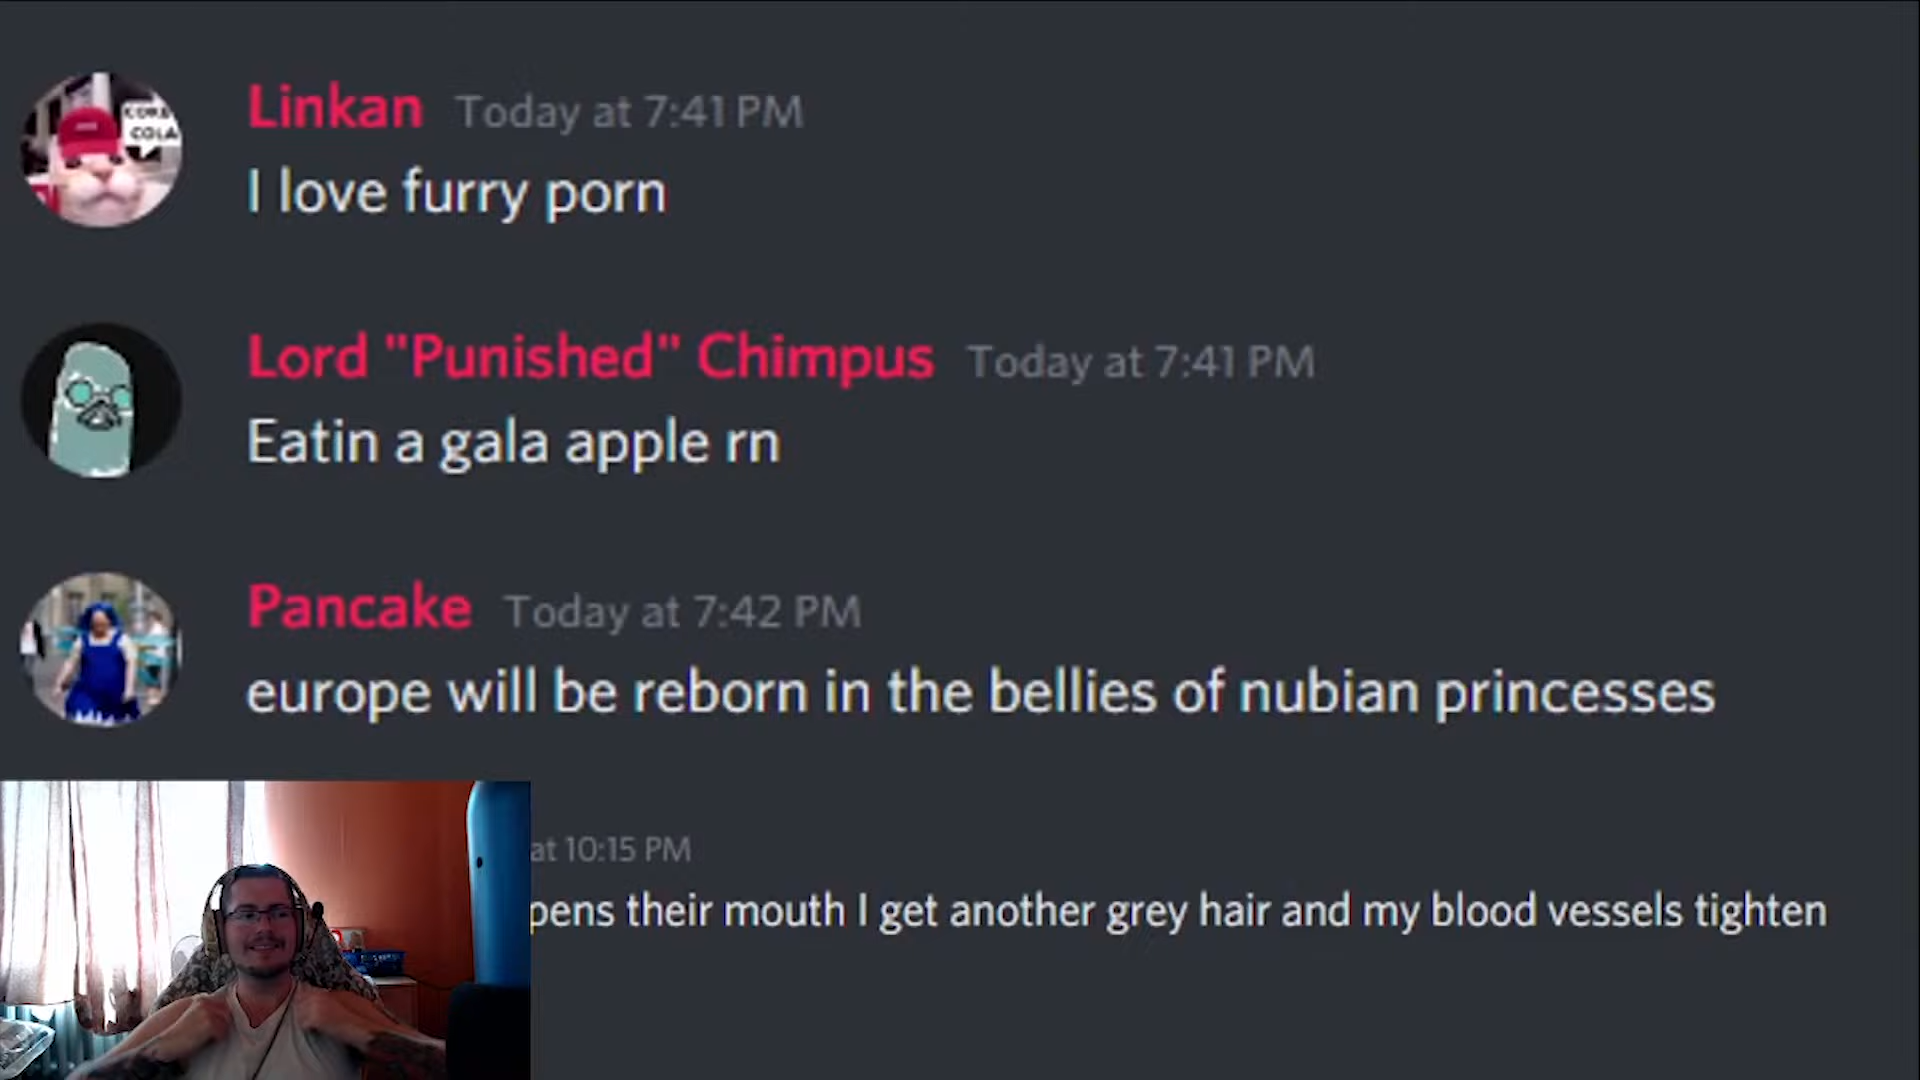 CORE
COLA
Linkan Today at 7:41 PM
I love furry porn
Lord "Punished" Chimpus Today at 7:41 PM
Eatin a gala apple rn
Pancake Today at 7:42 PM
europe will be reborn in the bellies of nubian princesses
at 10:15 PM
pens their mouth I get another grey hair and my blood vessels tighten